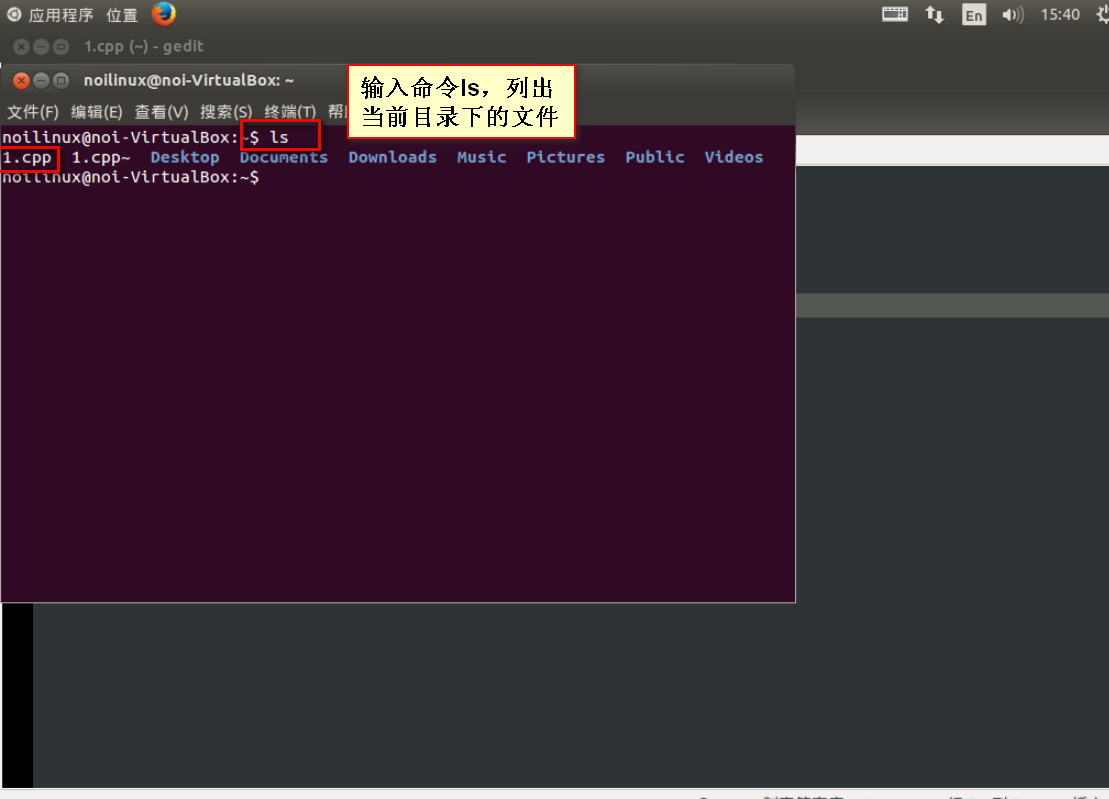 应用程序 位置 En 15:40
1.cpp (~) - gedit
noilinux@noi-VirtualBox: ~
文件(F) 编辑(E) 查看(V) 搜索(S) 终端(T)
输入命令ls，列出
当前目录下的文件
noilinux@noi-VirtualBox:~$ ls
1.cpp 1.cpp~ Desktop Documents Downloads Music Pictures Public Videos
noilinux@noi-VirtualBox:~$